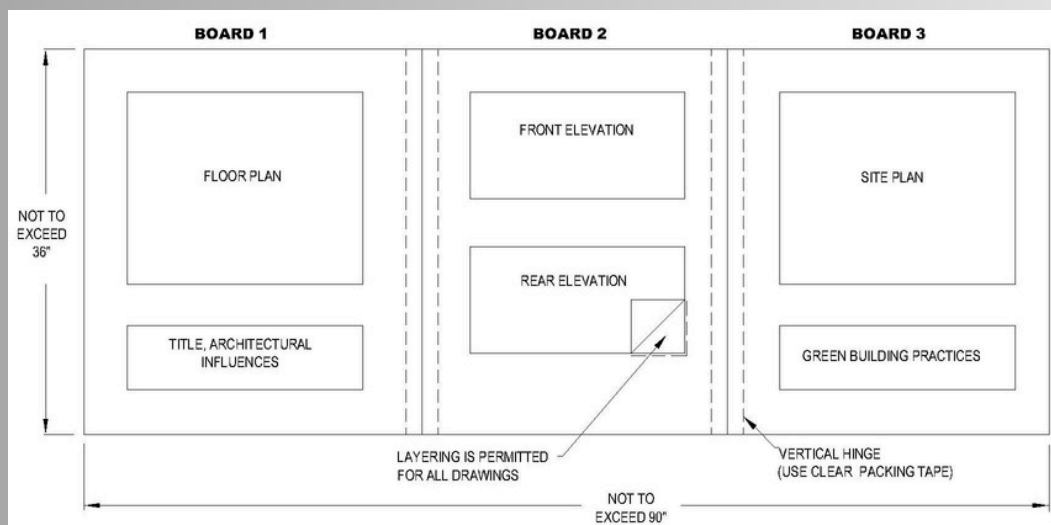 BOARD 1
BOARD 2
BOARD 3
FLOOR PLAN
FRONT ELEVATION
SITE PLAN
NOT TO
EXCEED
36"
REAR ELEVATION
TITLE, ARCHITECTURAL
INFLUENCES
GREEN BUILDING PRACTICES
LAYERING IS PERMITTED
FOR ALL DRAWINGS
VERTICAL HINGE
(USE CLEAR PACKING TAPE)
NOT TO
EXCEED 90"